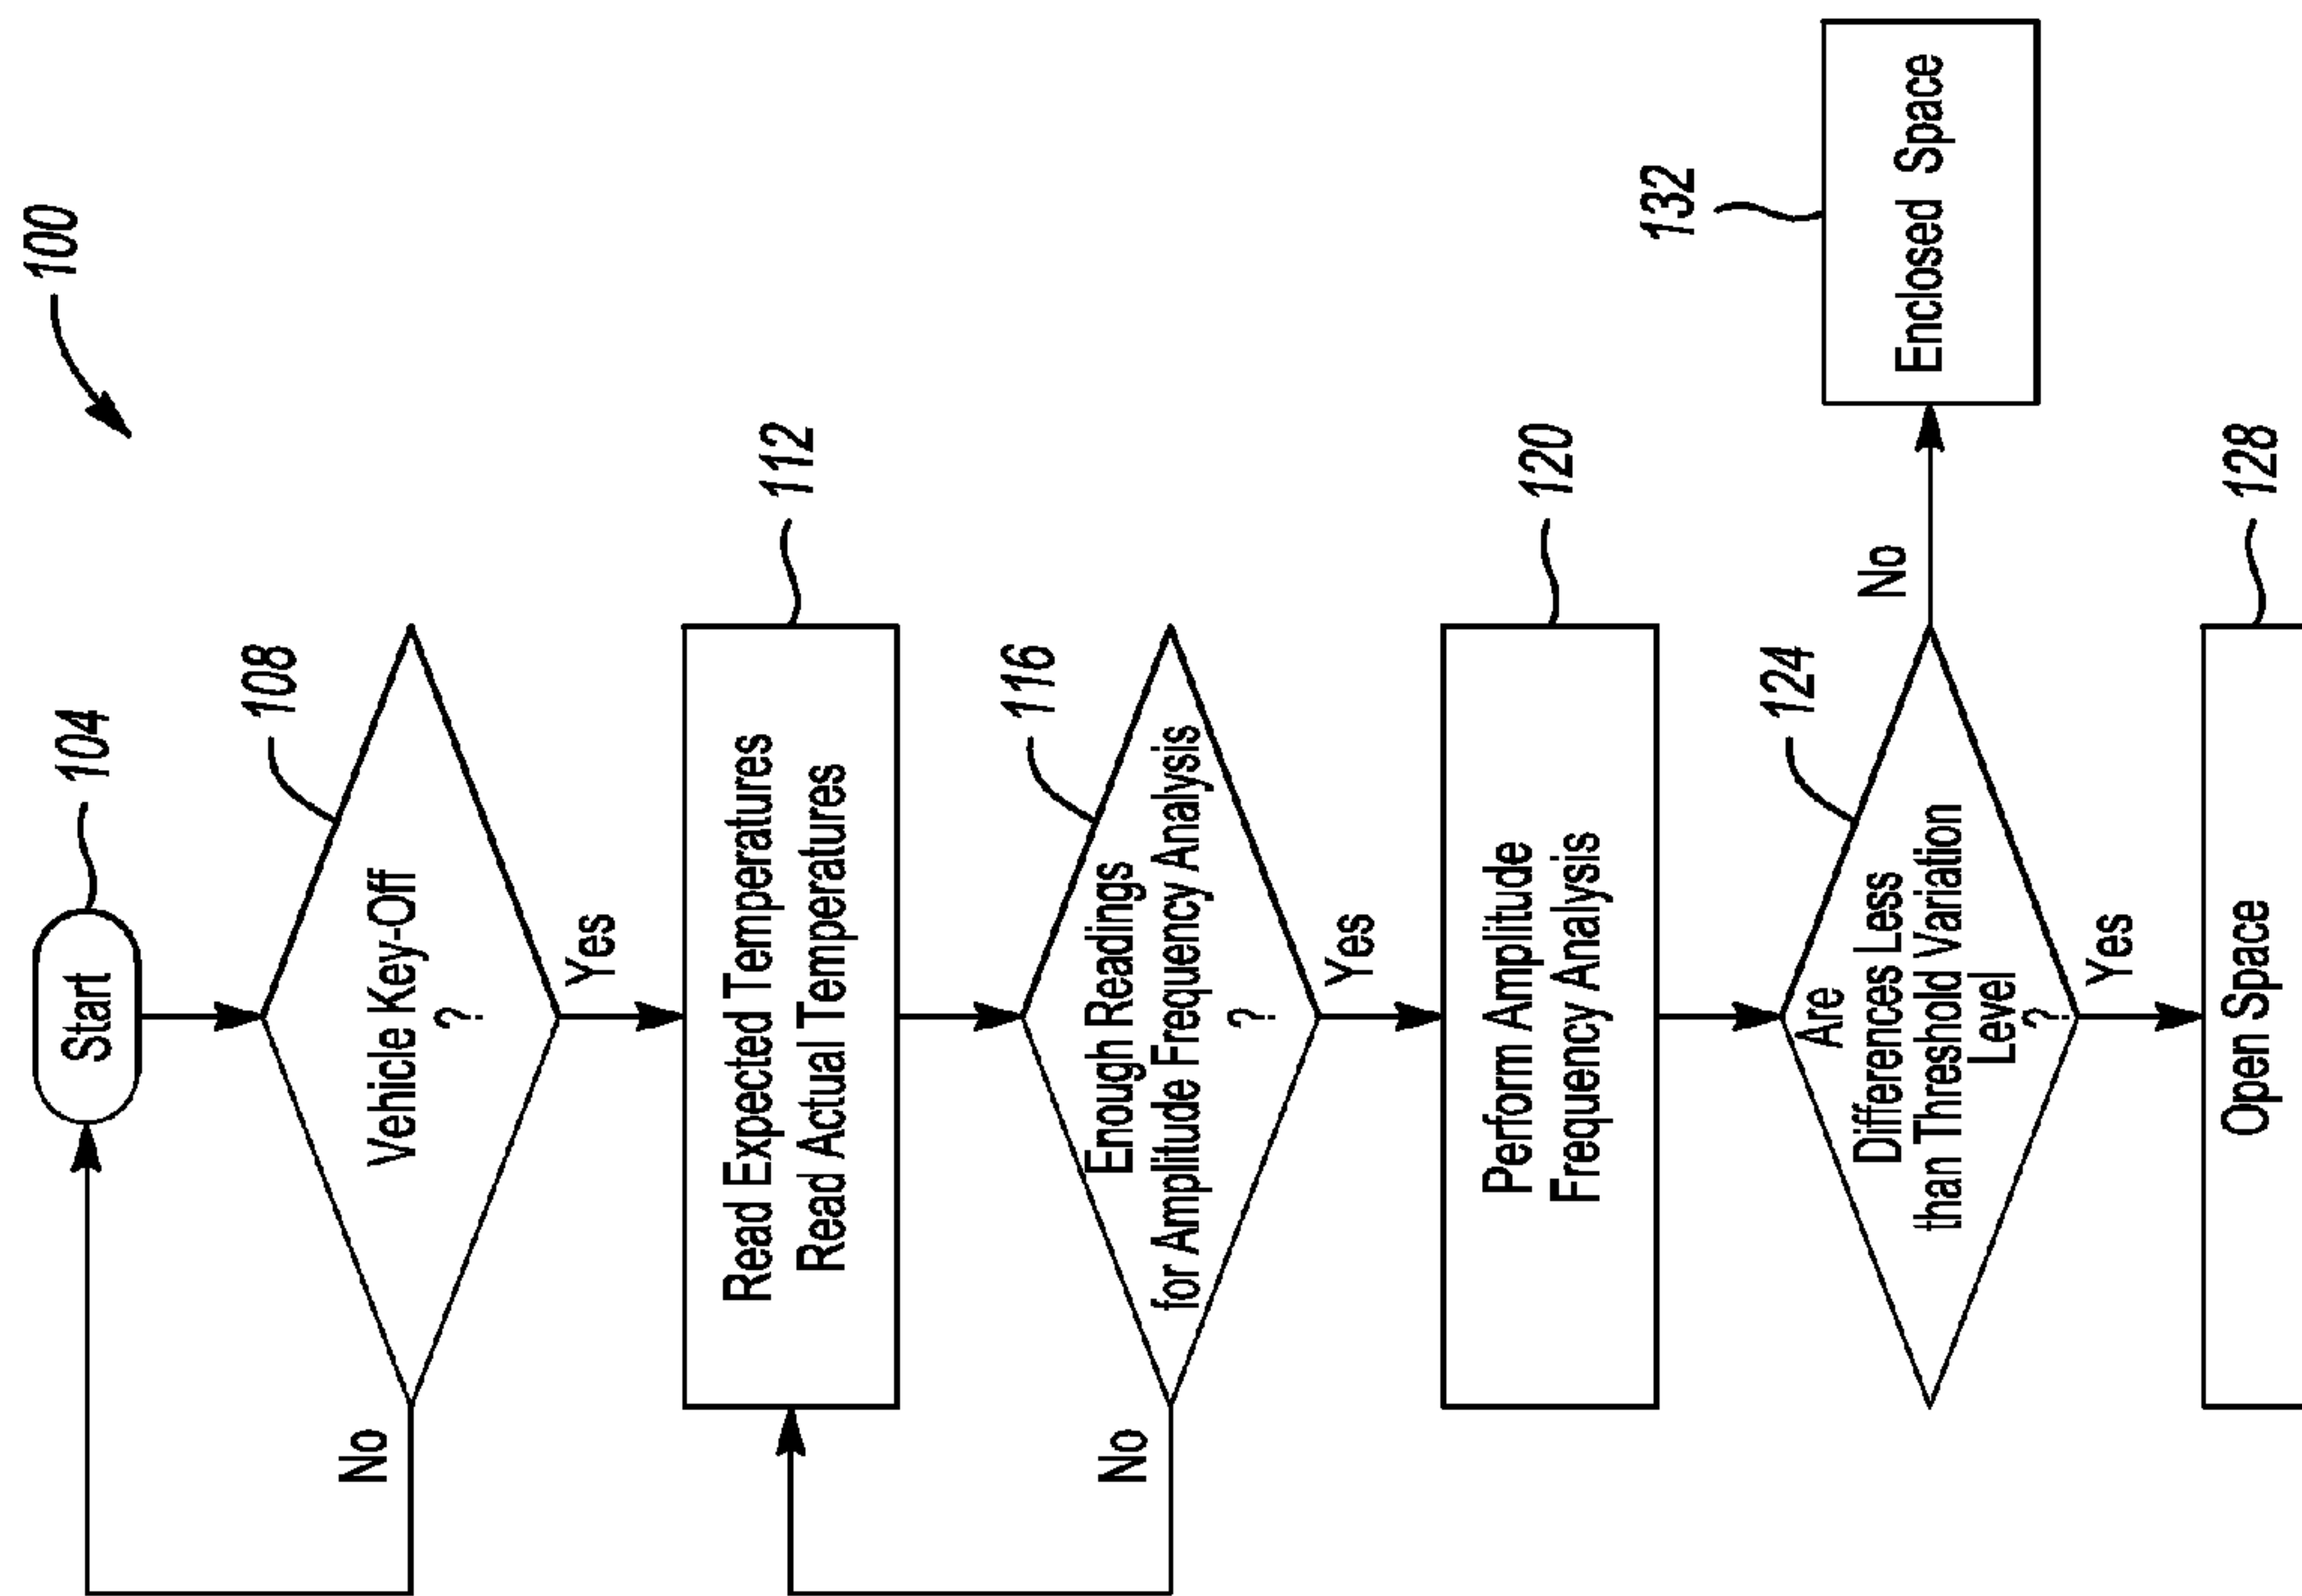 100
Start
104
Vehicle Key-Off
?
108
No
Yes
Read Expected Temperatures
Read Actual Temperatures
112
Enough Readings
for Amplitude Frequency Analysis
?
116
No
Yes
Perform Amplitude
Frequency Analysis
120
Are
Differences Less
than Threshold Variation
Level
?
124
No
Enclosed Space
132
Yes
Open Space
128